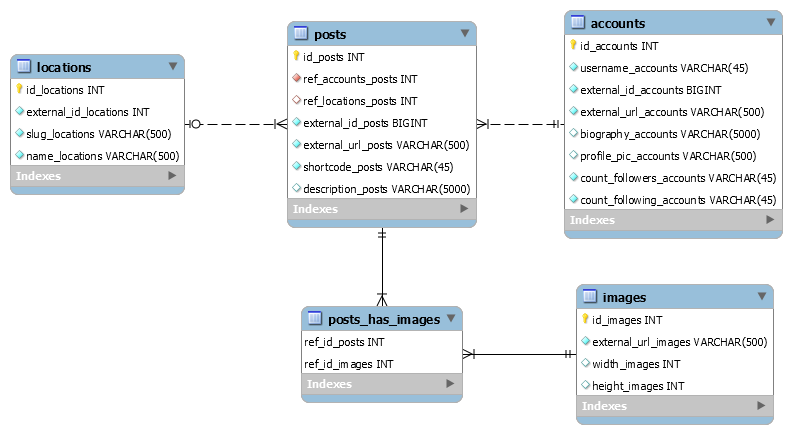 locations
id_locations INT
external_id_locations INT
slug_locations VARCHAR(500)
name_locations VARCHAR(500)
Indexes
posts
id_posts INT
ref_accounts_posts INT
ref_locations_posts INT
external_id_posts BIGINT
external_url_posts VARCHAR(500)
shortcode_posts VARCHAR(45)
description_posts VARCHAR(5000)
Indexes
accounts
id_accounts INT
username_accounts VARCHAR(45)
external_id_accounts BIGINT
external_url_accounts VARCHAR(500)
biography_accounts VARCHAR(5000)
profile_pic_accounts VARCHAR(500)
count_followers_accounts VARCHAR(45)
count_following_accounts VARCHAR(45)
Indexes
posts_has_images
ref_id_posts INT
ref_id_images INT
Indexes
images
id_images INT
external_url_images VARCHAR(500)
width_images INT
height_images INT
Indexes